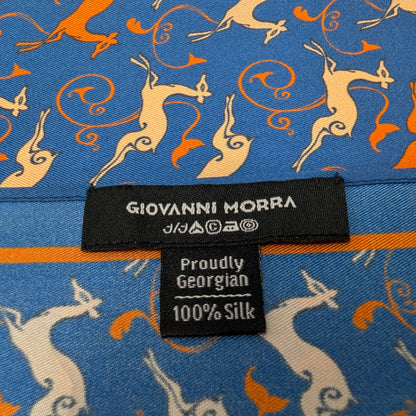 GIOVANNI MORRA
Proudly
Georgian
100% Silk